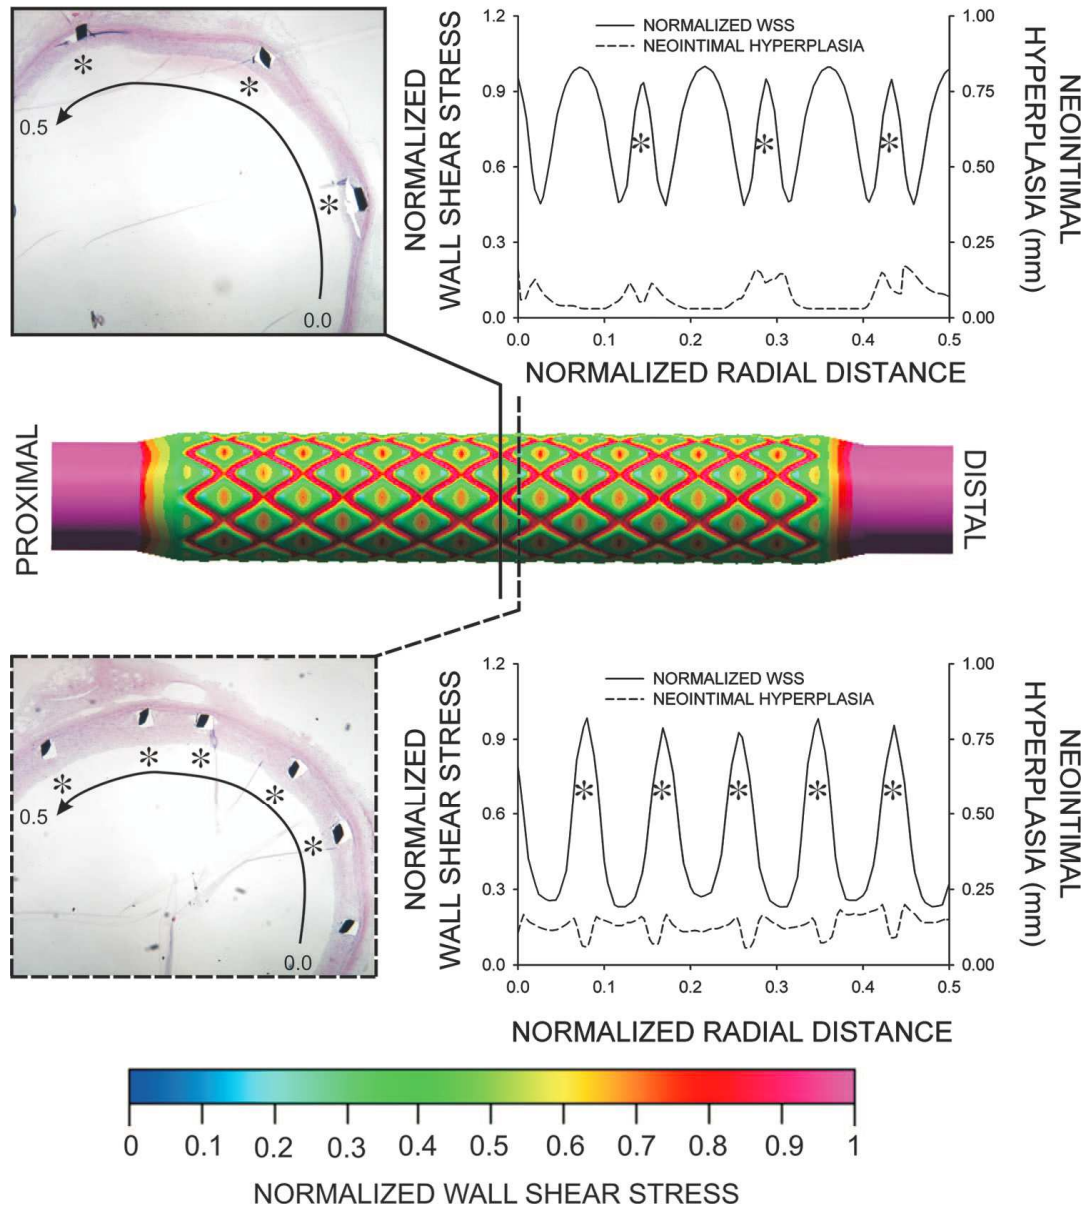 0.5
*
*
*
0.0
NORMALIZED
WALL SHEAR STRESS
1.2
0.9
0.6
0.3
0.0
NORMALIZED WSS
NEOINTIMAL HYPERPLASIA
* * *
1.00
0.75
0.50
0.25
0.00
NEOINTIMAL
HYPERPLASIA (mm)
0.0 0.1 0.2 0.3 0.4 0.5
NORMALIZED RADIAL DISTANCE
PROXIMAL
DISTAL
0.5
*
*
*
*
*
0.0
NORMALIZED
WALL SHEAR STRESS
1.2
0.9
0.6
0.3
0.0
NORMALIZED WSS
NEOINTIMAL HYPERPLASIA
* * * * *
1.00
0.75
0.50
0.25
0.00
NEOINTIMAL
HYPERPLASIA (mm)
0.0 0.1 0.2 0.3 0.4 0.5
NORMALIZED RADIAL DISTANCE
0 0.1 0.2 0.3 0.4 0.5 0.6 0.7 0.8 0.9 1
NORMALIZED WALL SHEAR STRESS